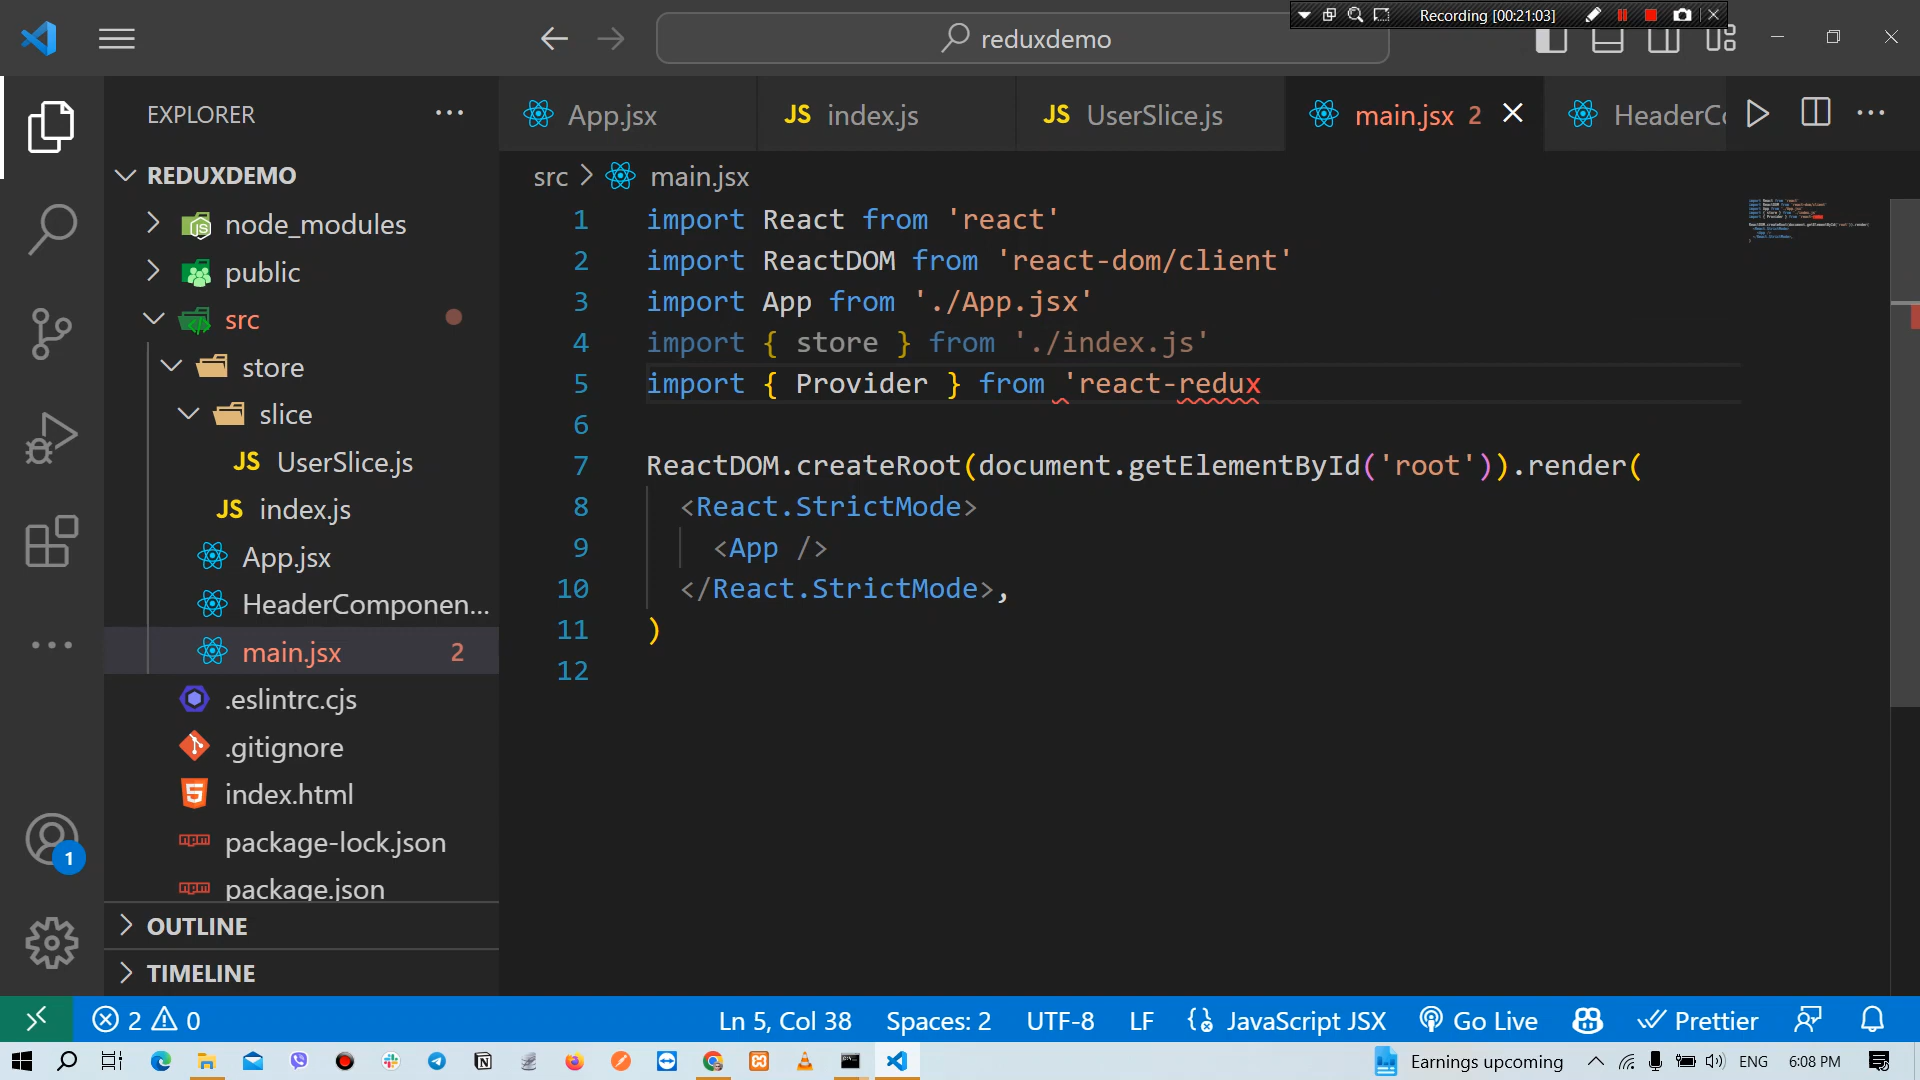 Recording [00:21:03]
reduxdemo
EXPLORER
REDUXDEMO
node_modules
public
src
store
slice
JS UserSlice.js
JS index.js
App.jsx
HeaderComponen...
main.jsx 2
.eslintrc.cjs
.gitignore
index.html
package-lock.json
package.json
OUTLINE
TIMELINE
App.jsx
JS index.js
JS UserSlice.js
main.jsx 2
HeaderCo
src > main.jsx
1 import React from 'react'
2 import ReactDOM from 'react-dom/client'
3 import App from './App.jsx'
4 import { store } from './index.js'
5 import { Provider } from 'react-redux
6
7 ReactDOM.createRoot(document.getElementById('root')).render(
8 <React.StrictMode>
9 <App />
10 </React.StrictMode>,
11 )
12
1
2 0
Ln 5, Col 38
Spaces: 2
UTF-8
LF
JavaScript JSX
Go Live
Prettier
Earnings upcoming
ENG
6:08 PM